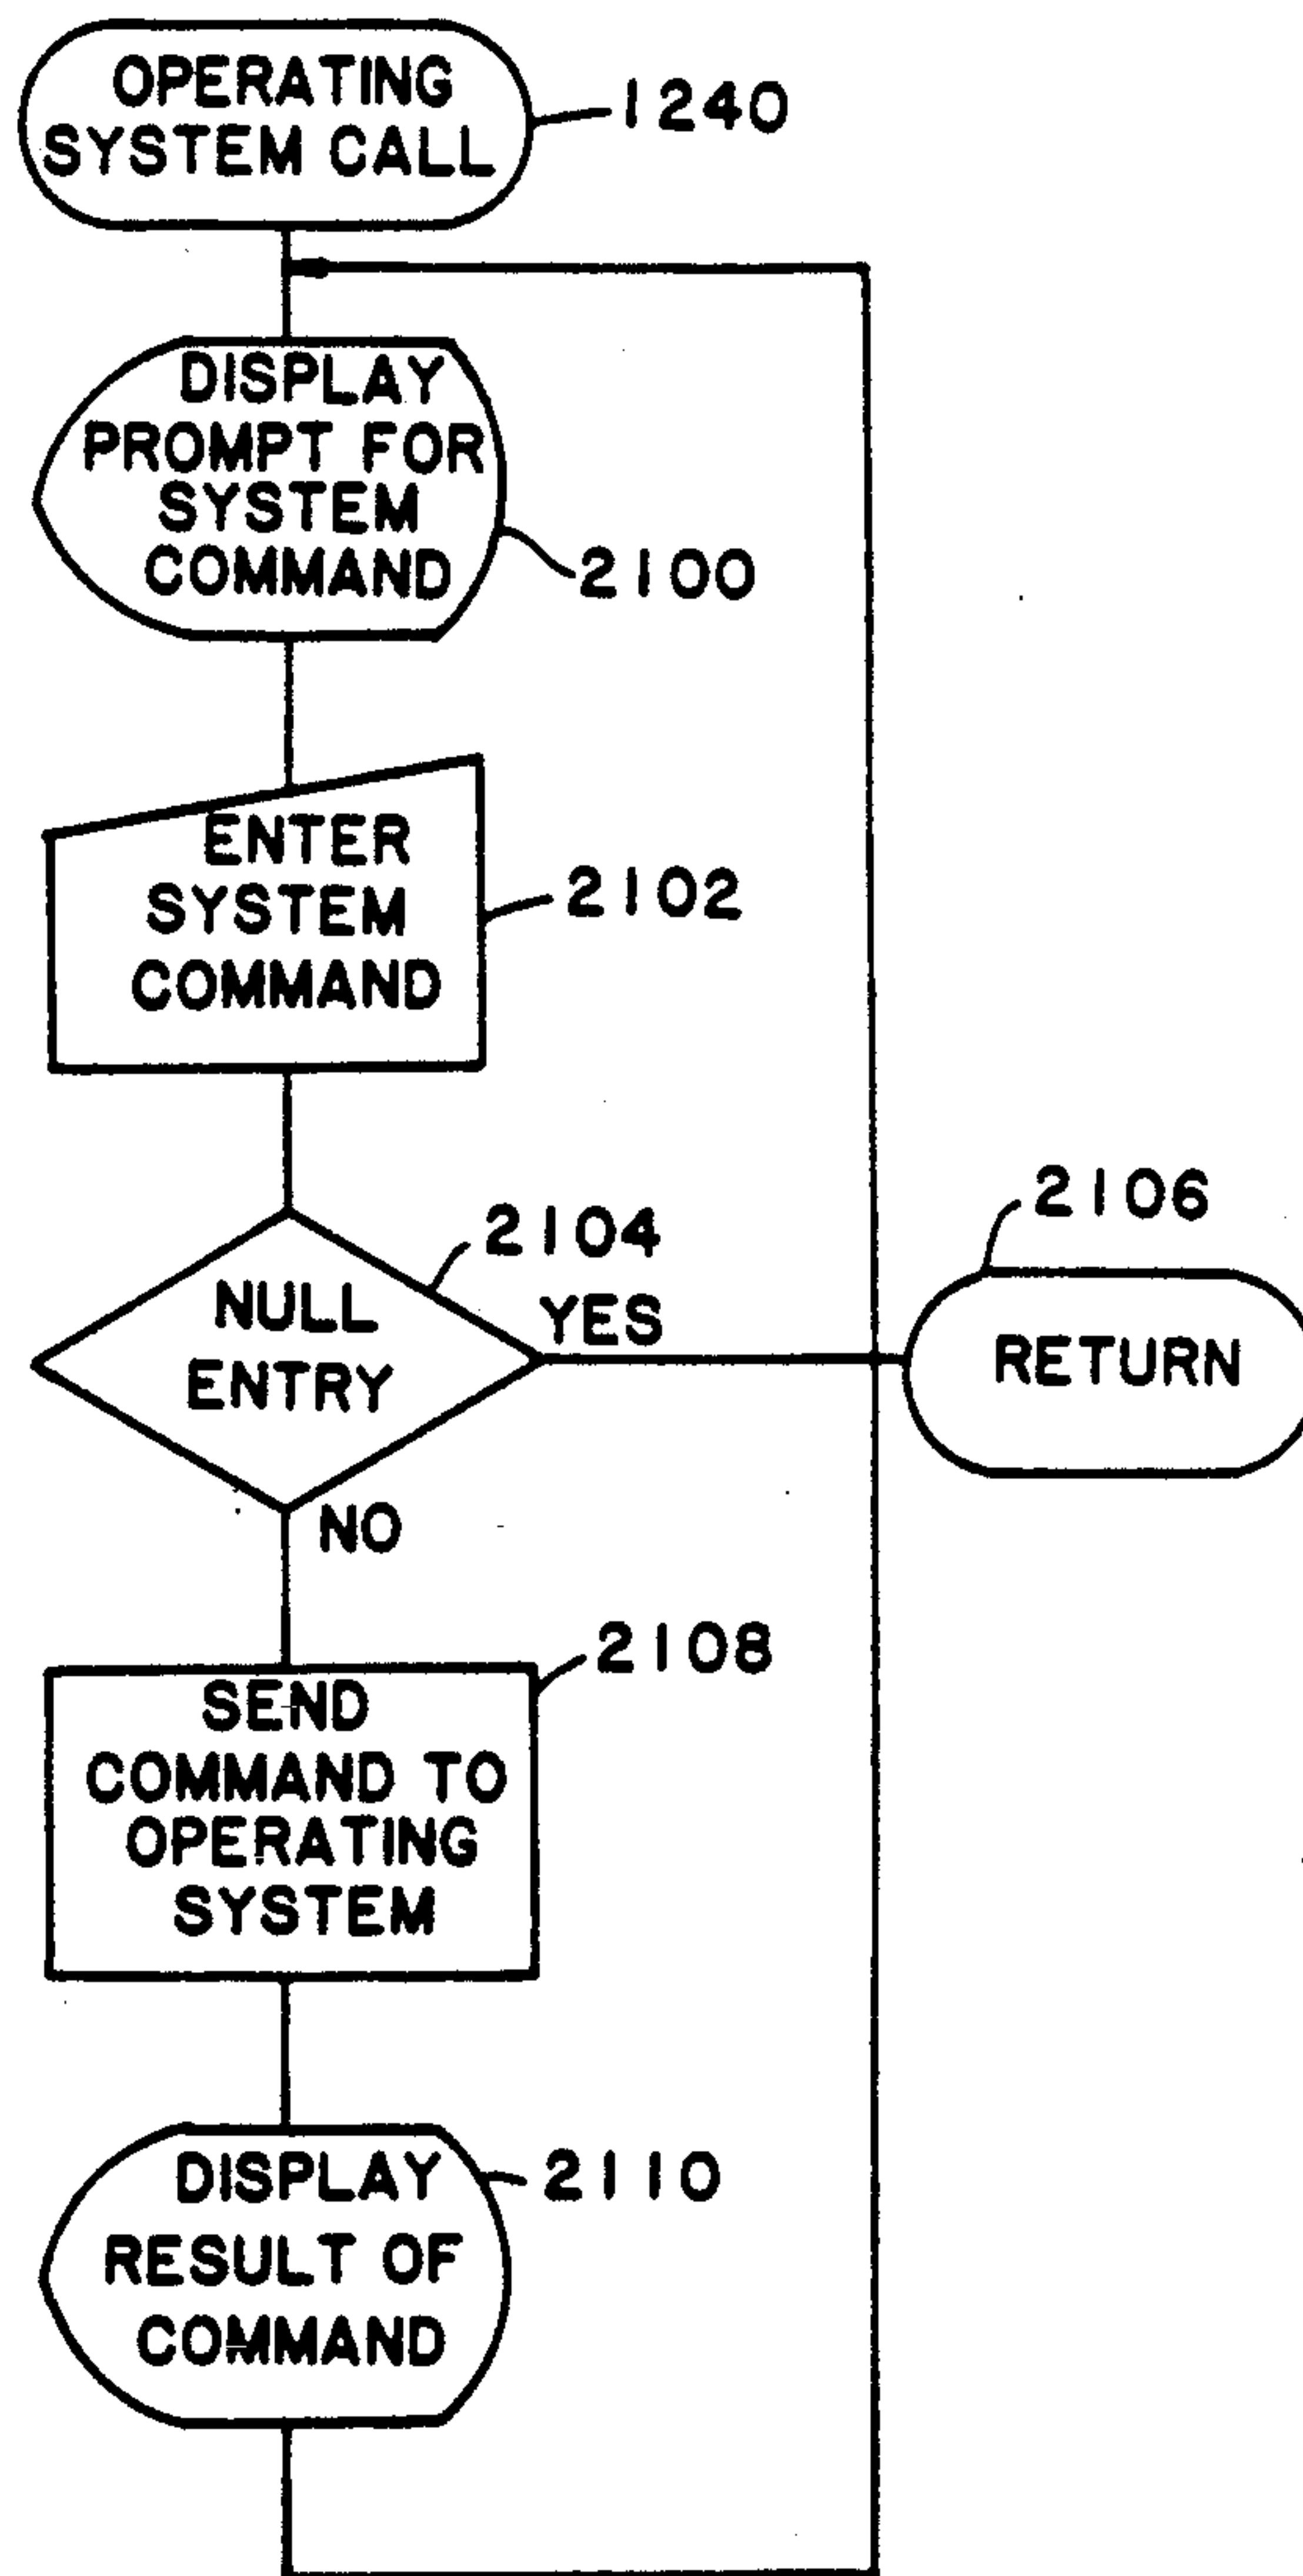 OPERATING
SYSTEM CALL
1240
DISPLAY
PROMPT FOR
SYSTEM
COMMAND
2100
ENTER
SYSTEM
COMMAND
2102
2104
NULL
ENTRY
YES
2106
RETURN
NO
2108
SEND
COMMAND TO
OPERATING
SYSTEM
2110
DISPLAY
RESULT OF
COMMAND